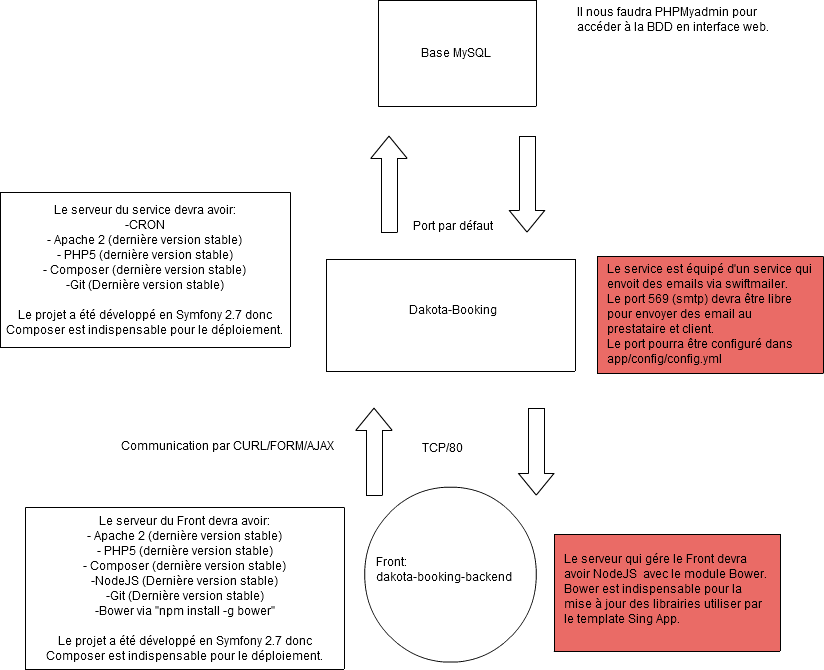 Il nous faudra PHPMyadmin pour
accéder à la BDD en interface web.
Base MySQL
Port par défaut
Le serveur du service devra avoir:
-CRON
- Apache 2 (dernière version stable)
- PHP5 (dernière version stable)
- Composer (dernière version stable)
-Git (Dernière version stable)
Le projet a été développé en Symfony 2.7 donc
Composer est indispensable pour le déploiement.
Dakota-Booking
Le service est équipé d'un service qui
envoit des emails via swiftmailer.
Le port 569 (smtp) devra être libre
pour envoyer des email au
prestataire et client.
Le port pourra être configuré dans
app/config/config.yml
Communication par CURL/FORM/AJAX
TCP/80
Le serveur du Front devra avoir:
- Apache 2 (dernière version stable)
- PHP5 (dernière version stable)
- Composer (dernière version stable)
-NodeJS (Dernière version stable)
-Git (Dernière version stable)
-Bower via "npm install -g bower"
Le projet a été développé en Symfony 2.7 donc
Composer est indispensable pour le déploiement.
Front:
dakota-booking-backend
Le serveur qui gére le Front devra
avoir NodeJS avec le module Bower.
Bower est indispensable pour la
mise à jour des librairies utiliser par
le template Sing App.